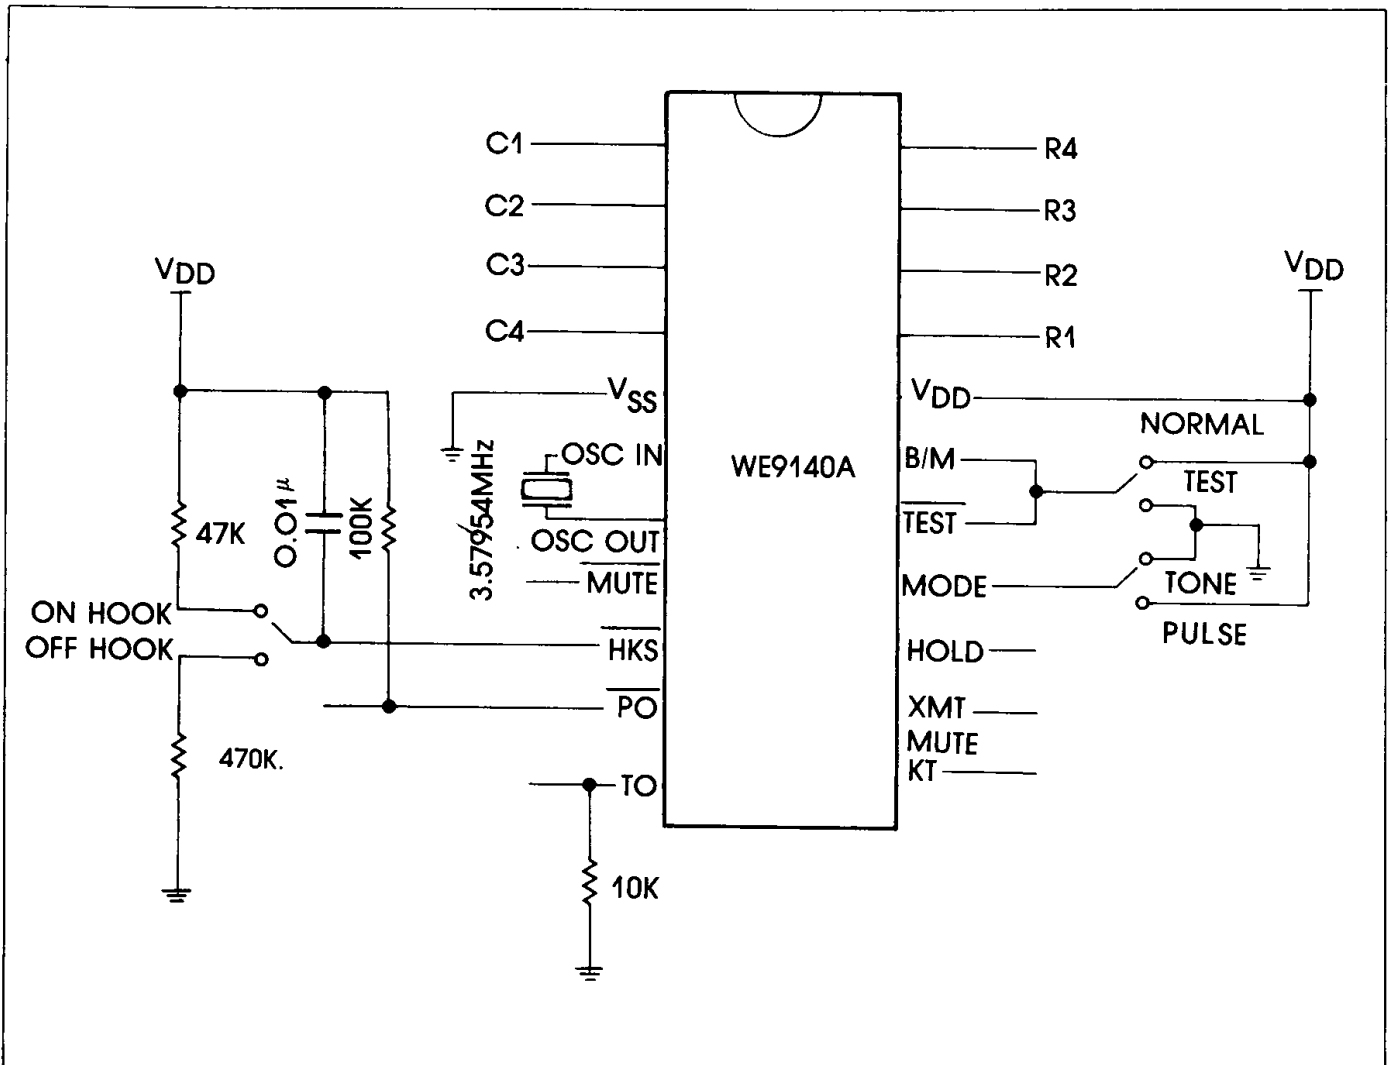 C1
R4
C2
R3
C3
R2
C4
R1
VDD
VDD
VSS
VDD
NORMAL
OSC IN
WE9140A
B/M
TEST
3.57954MHz
0.01μ
100K
47K
OSC OUT
TEST
MUTE
MODE
TONE
ON HOOK
PULSE
OFF HOOK
HKS
HOLD
PO
XMT
MUTE
470K.
TO
KT
10K